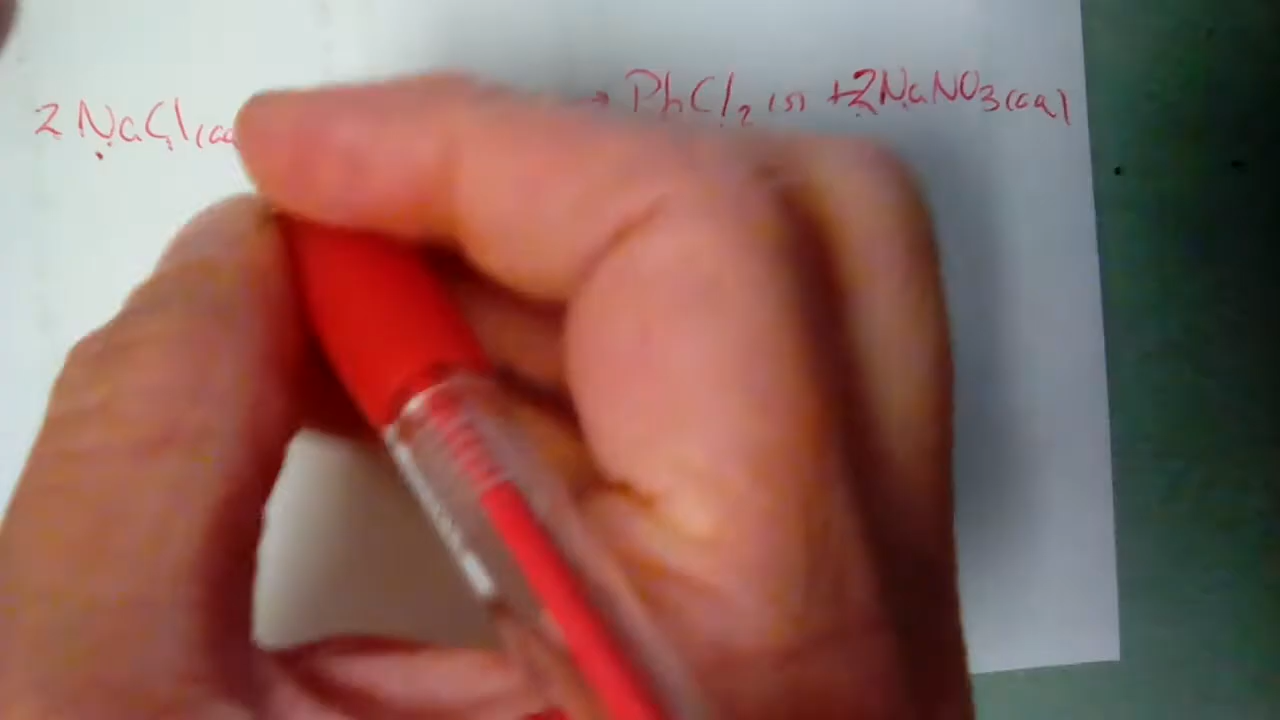 2 NaCl(aq → PbCl2 (s) + 2NaNO3(aq)